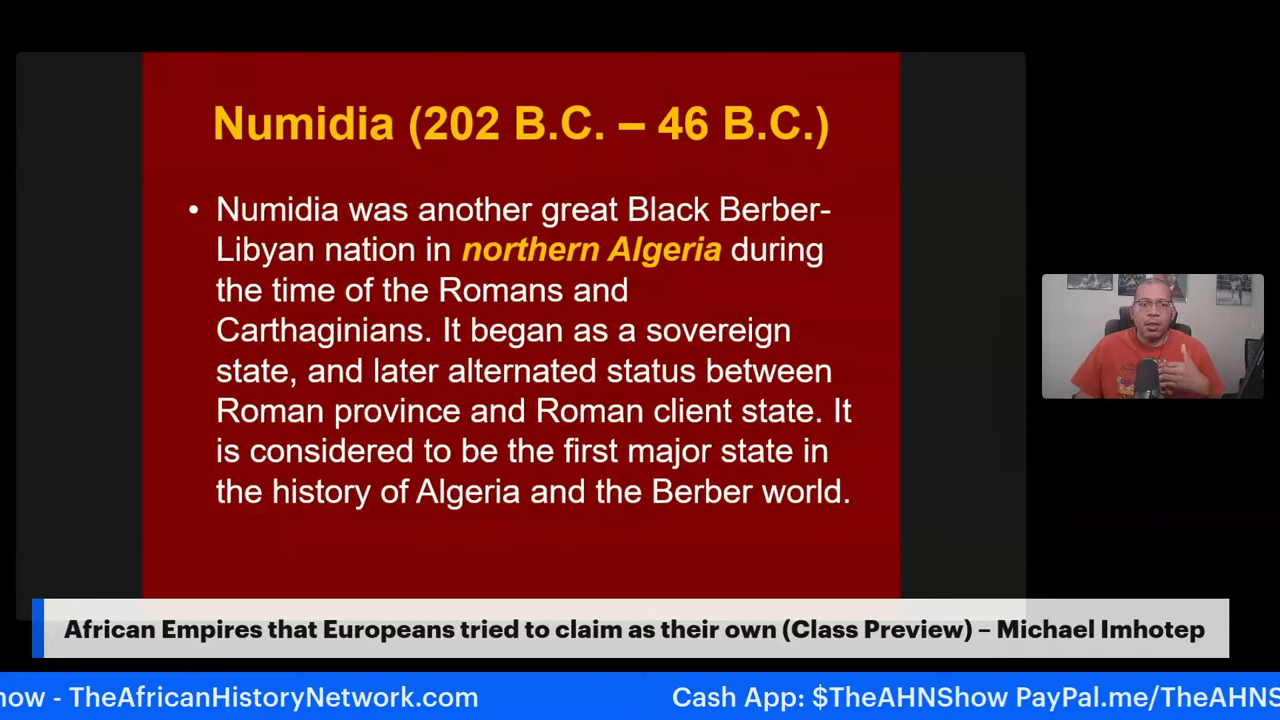 Numidia (202 B.C. – 46 B.C.)
• Numidia was another great Black Berber-
Libyan nation in northern Algeria during
the time of the Romans and
Carthaginians. It began as a sovereign
state, and later alternated status between
Roman province and Roman client state. It
is considered to be the first major state in
the history of Algeria and the Berber world.
African Empires that Europeans tried to claim as their own (Class Preview) – Michael Imhotep
how - TheAfricanHistoryNetwork.com
Cash App: $TheAHNShow PayPal.me/TheAHNS